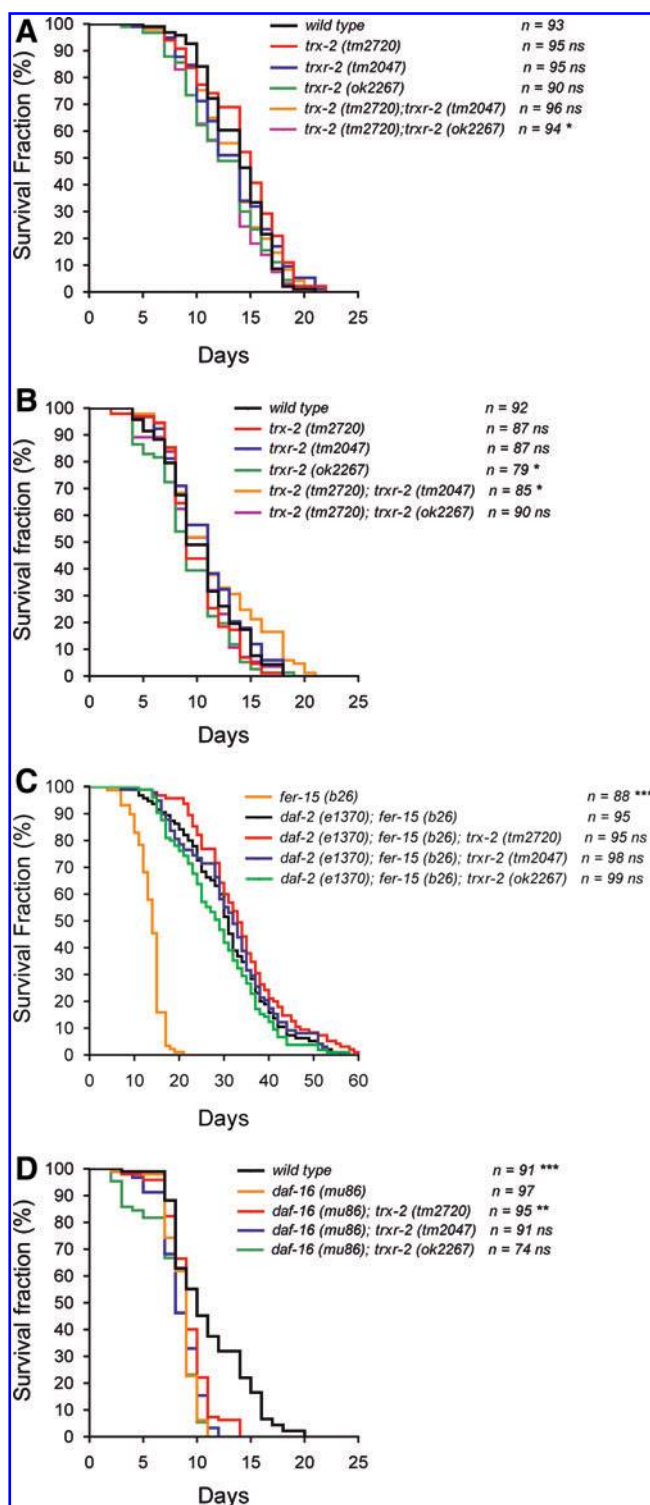 A
Survival Fraction (%)
100
90
80
70
60
50
40
30
20
10
0
0 5 10 15 20 25
Days
wild type n = 93
trx-2 (tm2720) n = 95 ns
trxr-2 (tm2047) n = 95 ns
trxr-2 (ok2267) n = 90 ns
trx-2 (tm2720);trxr-2 (tm2047) n = 96 ns
trx-2 (tm2720);trxr-2 (ok2267) n = 94 *
B
Survival fraction (%)
100
90
80
70
60
50
40
30
20
10
0
0 5 10 15 20 25
Days
wild type n = 92
trx-2 (tm2720) n = 87 ns
trxr-2 (tm2047) n = 87 ns
trxr-2 (ok2267) n = 79 *
trx-2 (tm2720); trxr-2 (tm2047) n = 85 *
trx-2 (tm2720); trxr-2 (ok2267) n = 90 ns
C
Survival Fraction (%)
100
90
80
70
60
50
40
30
20
10
0
0 10 20 30 40 50 60
Days
fer-15 (b26) n = 88 ***
daf-2 (e1370); fer-15 (b26) n = 95
daf-2 (e1370); fer-15 (b26); trx-2 (tm2720) n = 95 ns
daf-2 (e1370); fer-15 (b26); trxr-2 (tm2047) n = 98 ns
daf-2 (e1370); fer-15 (b26); trxr-2 (ok2267) n = 99 ns
D
Survival fraction (%)
100
90
80
70
60
50
40
30
20
10
0
0 5 10 15 20 25
Days
wild type n = 91 ***
daf-16 (mu86) n = 97
daf-16 (mu86); trx-2 (tm2720) n = 95 **
daf-16 (mu86); trxr-2 (tm2047) n = 91 ns
daf-16 (mu86); trxr-2 (ok2267) n = 74 ns